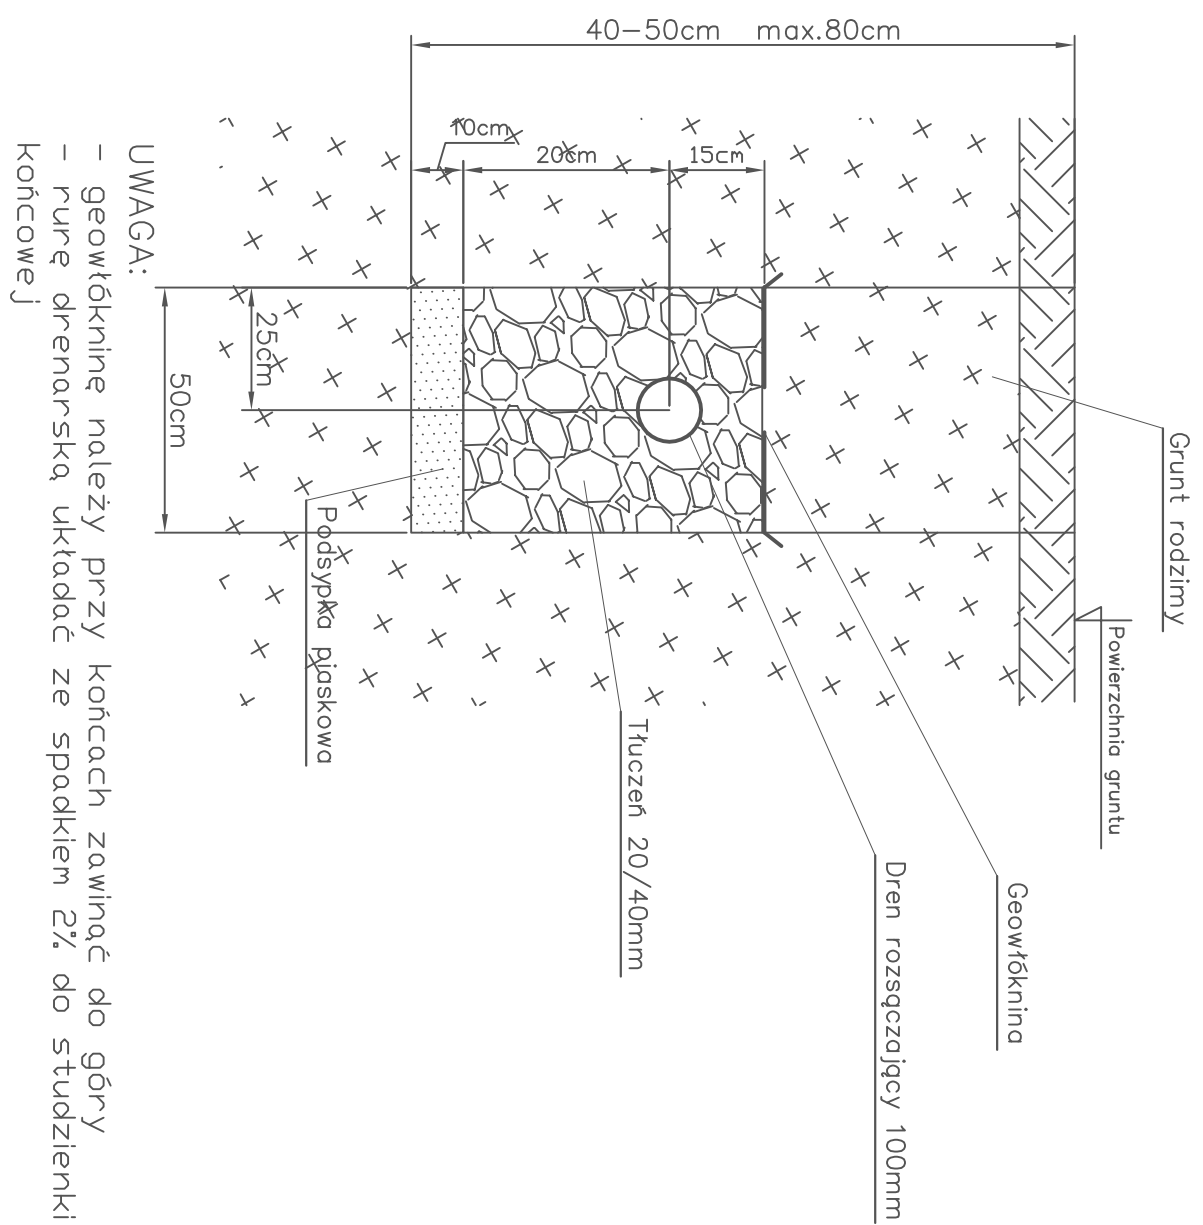 40-50cm max.80cm
10cm
20cm
15cm
25cm
50cm
Grunt rodzimy
Powierzchnia gruntu
Geowłóknina
Dren rozsączający 100mm
Tłuczeń 20/40mm
Podsypka piaskowa
UWAGA:
- geowłókninę należy przy końcach zawinąć do góry
- rurę drenarską układać ze spadkiem 2% do studzienki
końcowej